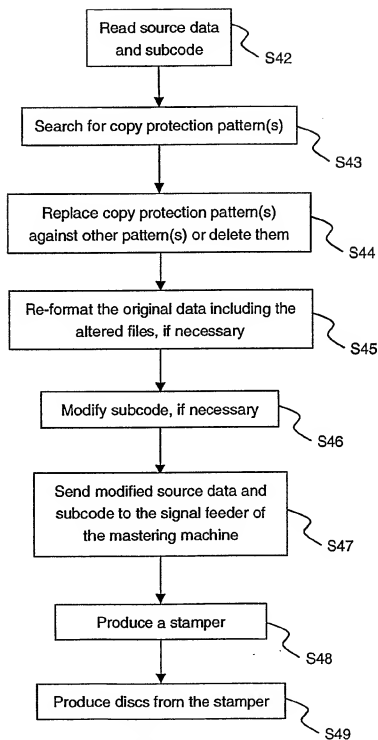 Read source data
and subcode
S42
Search for copy protection pattern(s)
S43
Replace copy protection pattern(s)
against other pattern(s) or delete them
S44
Re-format the original data including the
altered files, if necessary
S45
Modify subcode, if necessary
S46
Send modified source data and
subcode to the signal feeder of
the mastering machine
S47
Produce a stamper
S48
Produce discs from the stamper
S49